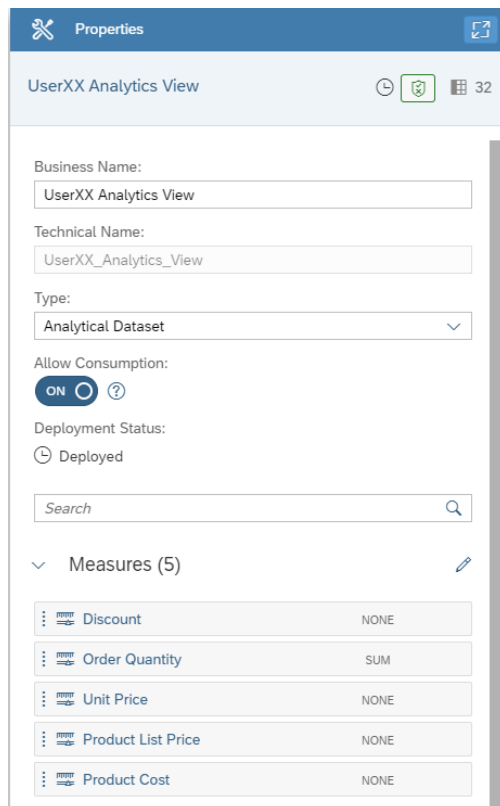 Properties
UserXX Analytics View
32
Business Name:
UserXX Analytics View
Technical Name:
UserXX_Analytics_View
Type:
Analytical Dataset
Allow Consumption:
ON ?
Deployment Status:
Deployed
Search
Measures (5)
Discount NONE
Order Quantity SUM
Unit Price NONE
Product List Price NONE
Product Cost NONE